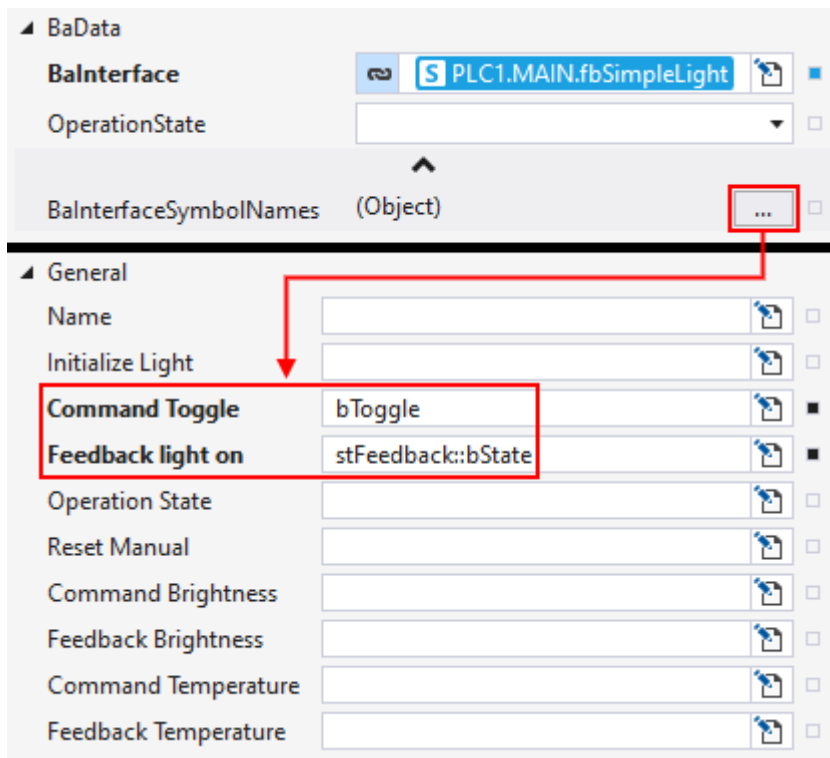 BaData
BaInterface S PLC1.MAIN.fbSimpleLight
OperationState
BaInterfaceSymbolNames (Object) ...
General
Name
Initialize Light
Command Toggle bToggle
Feedback light on stFeedback::bState
Operation State
Reset Manual
Command Brightness
Feedback Brightness
Command Temperature
Feedback Temperature